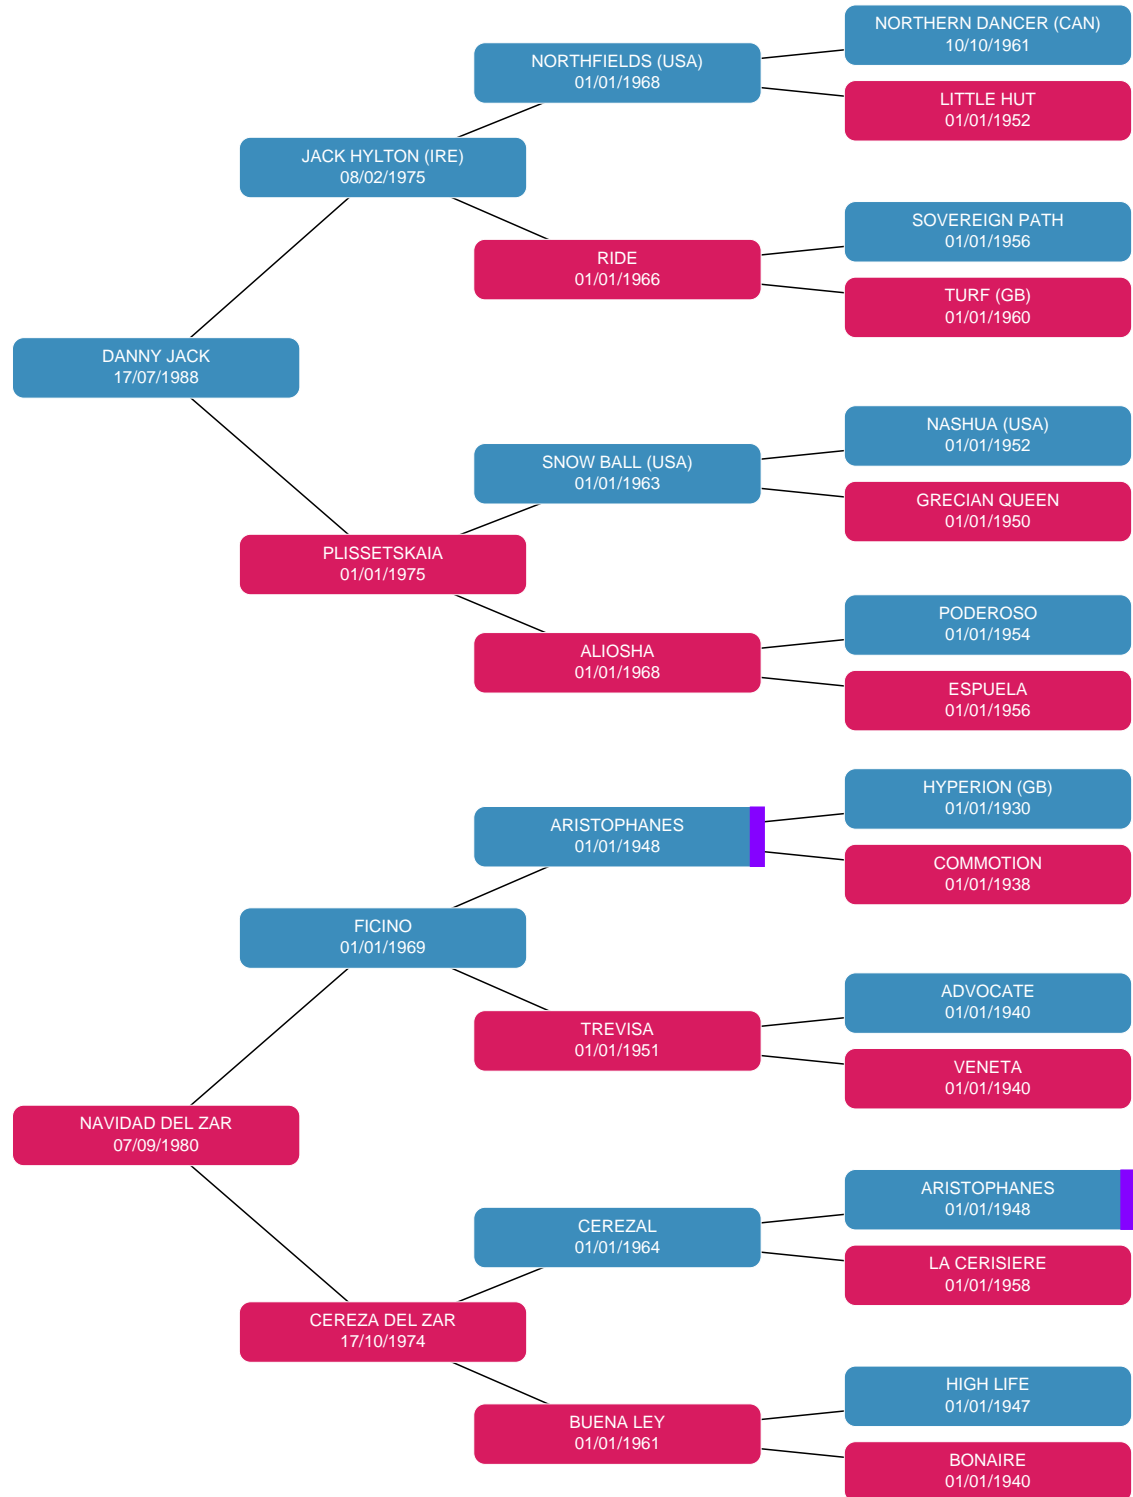 NORTHERN DANCER (CAN)
10/10/1961
NORTHFIELDS (USA)
01/01/1968
LITTLE HUT
01/01/1952
JACK HYLTON (IRE)
08/02/1975
SOVEREIGN PATH
01/01/1956
RIDE
01/01/1966
TURF (GB)
01/01/1960
DANNY JACK
17/07/1988
NASHUA (USA)
01/01/1952
SNOW BALL (USA)
01/01/1963
GRECIAN QUEEN
01/01/1950
PLISSETSKAIA
01/01/1975
PODEROSO
01/01/1954
ALIOSHA
01/01/1968
ESPUELA
01/01/1956
HYPERION (GB)
01/01/1930
ARISTOPHANES
01/01/1948
COMMOTION
01/01/1938
FICINO
01/01/1969
ADVOCATE
01/01/1940
TREVISA
01/01/1951
VENETA
01/01/1940
NAVIDAD DEL ZAR
07/09/1980
ARISTOPHANES
01/01/1948
CEREZAL
01/01/1964
LA CERISIERE
01/01/1958
CEREZA DEL ZAR
17/10/1974
HIGH LIFE
01/01/1947
BUENA LEY
01/01/1961
BONAIRE
01/01/1940